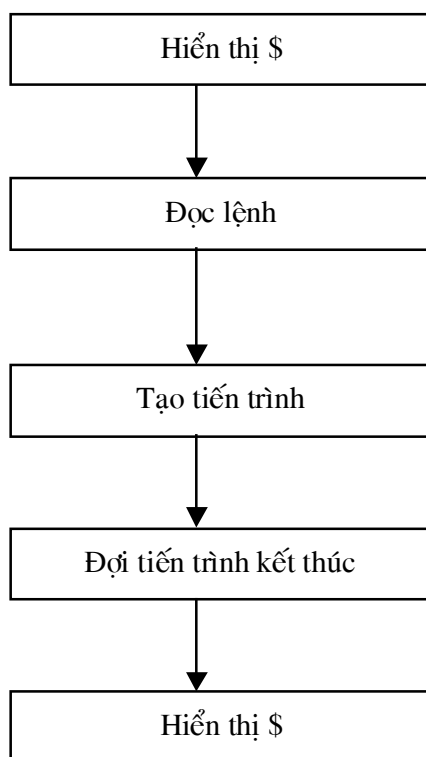 Hiển thị $
Đọc lệnh
Tạo tiến trình
Đợi tiến trình kết thúc
Hiển thị $